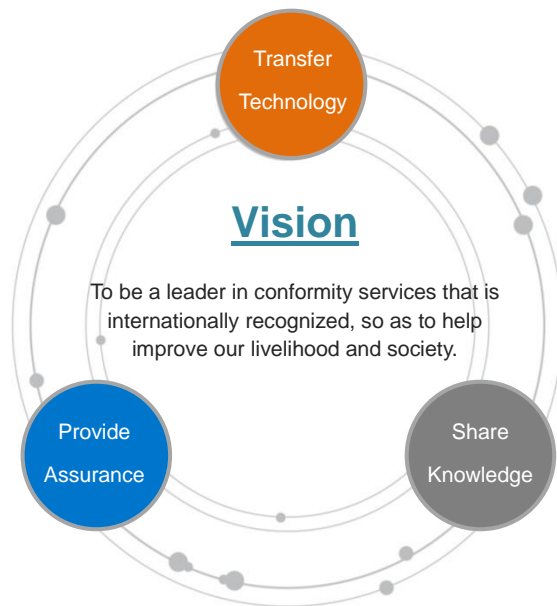 Transfer
Technology
Vision
To be a leader in conformity services that is
internationally recognized, so as to help
improve our livelihood and society.
Provide
Assurance
Share
Knowledge